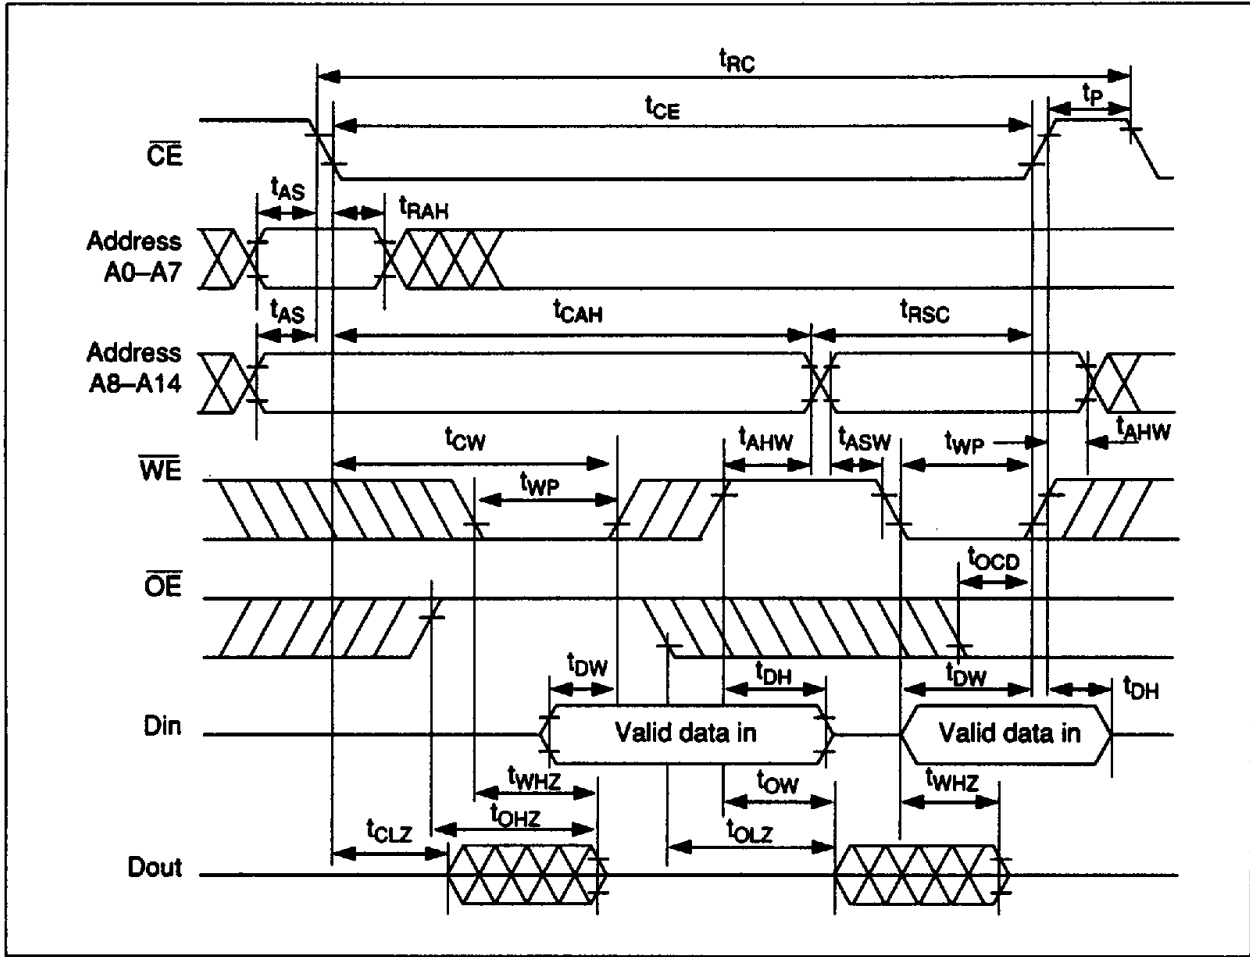 tRC
tCE
tP
CE
tAS
tRAH
Address
A0–A7
tAS
tCAH
tRSC
Address
A8–A14
tCW
tAHW
tASW
tWP
tAHW
WE
tWP
OE
tOCD
tDW
tDH
tDW
tDH
Din
Valid data in
Valid data in
tWHZ
tOW
tWHZ
tOHZ
tCLZ
tOLZ
Dout